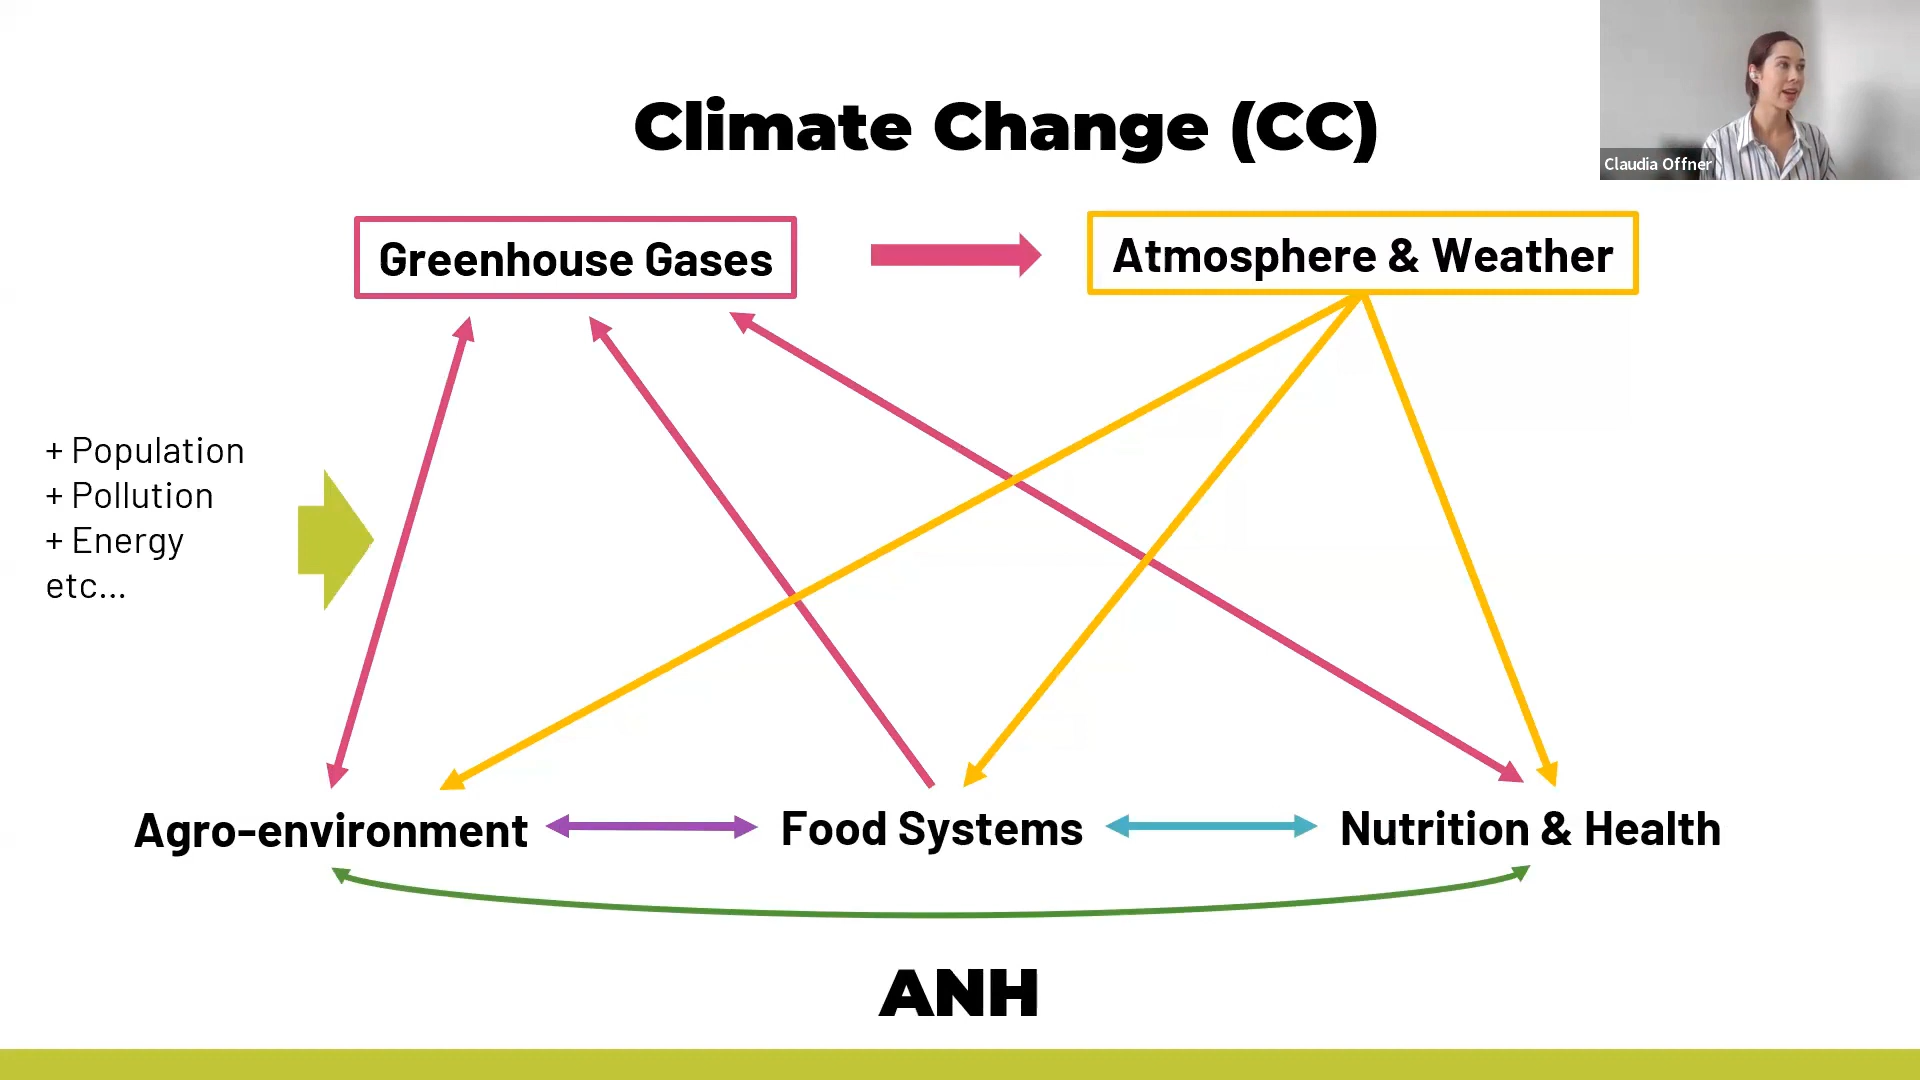 Climate Change (CC)
Claudia Offner
Greenhouse Gases
Atmosphere & Weather
+ Population
+ Pollution
+ Energy
etc...
Agro-environment
Food Systems
Nutrition & Health
ANH